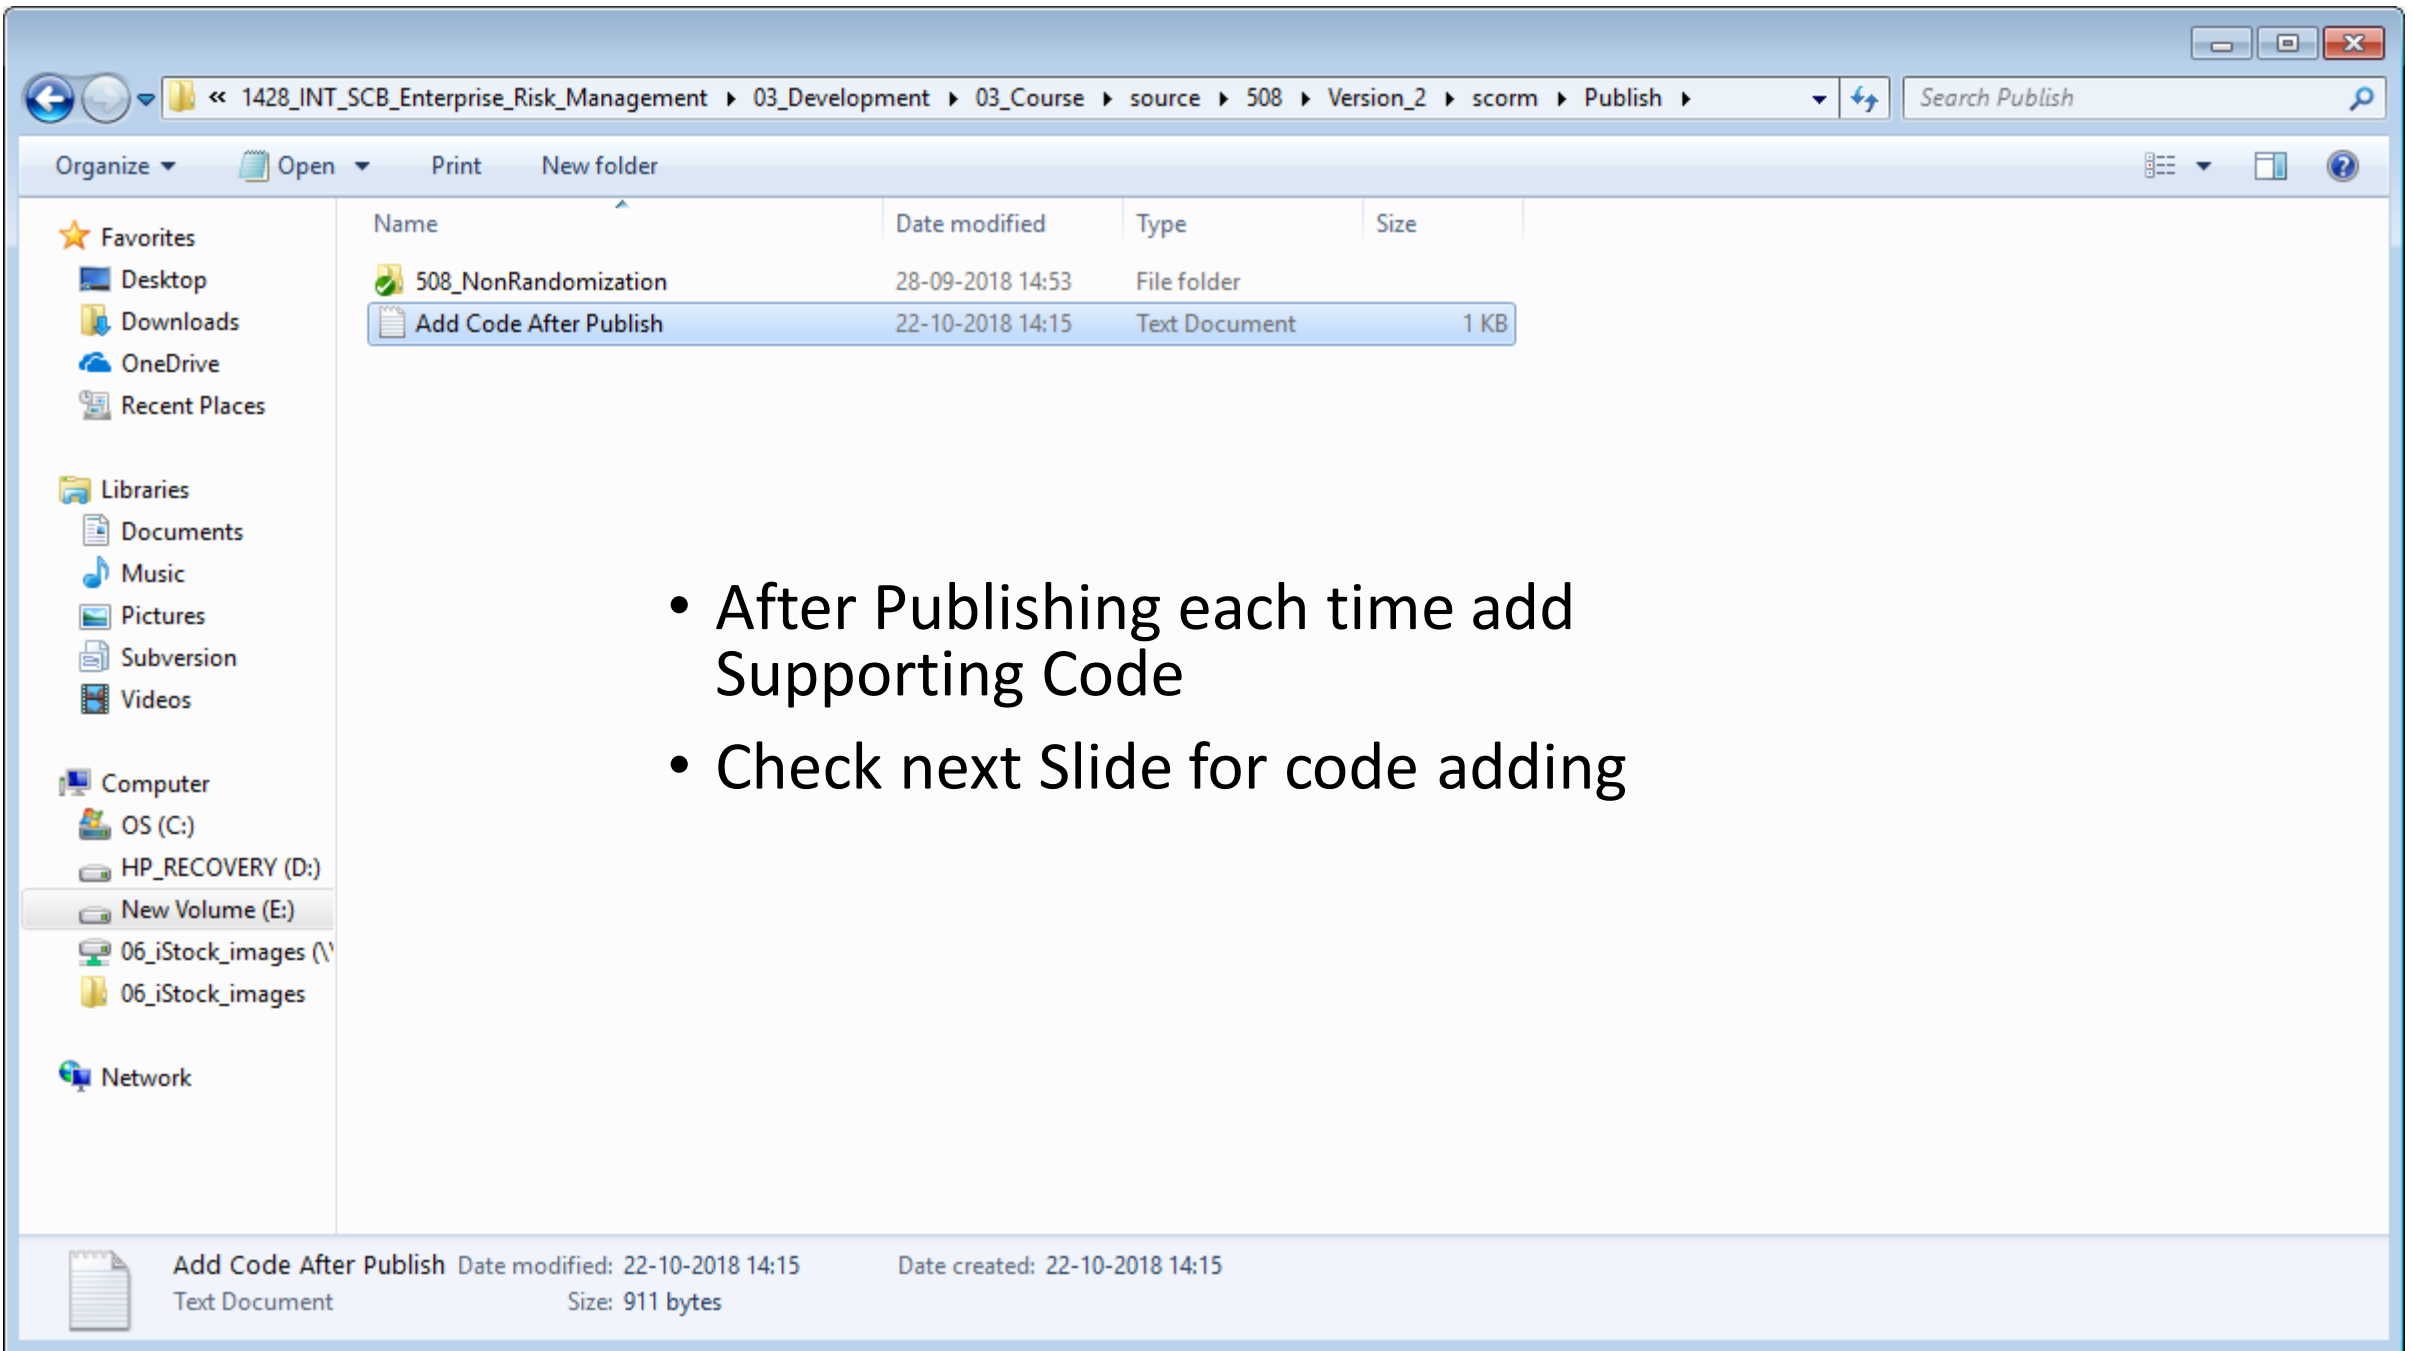 « 1428_INT_SCB_Enterprise_Risk_Management ▸ 03_Development ▸ 03_Course ▸ source ▸ 508 ▸ Version_2 ▸ scorm ▸ Publish ▸
Search Publish
Organize Open Print New folder
Name Date modified Type Size
508_NonRandomization 28-09-2018 14:53 File folder
Add Code After Publish 22-10-2018 14:15 Text Document 1 KB
Favorites
Desktop
Downloads
OneDrive
Recent Places
Libraries
Documents
Music
Pictures
Subversion
Videos
Computer
OS (C:)
HP_RECOVERY (D:)
New Volume (E:)
06_iStock_images (\\
06_iStock_images
Network
• After Publishing each time add
Supporting Code
• Check next Slide for code adding
Add Code After Publish Date modified: 22-10-2018 14:15 Date created: 22-10-2018 14:15
Text Document Size: 911 bytes